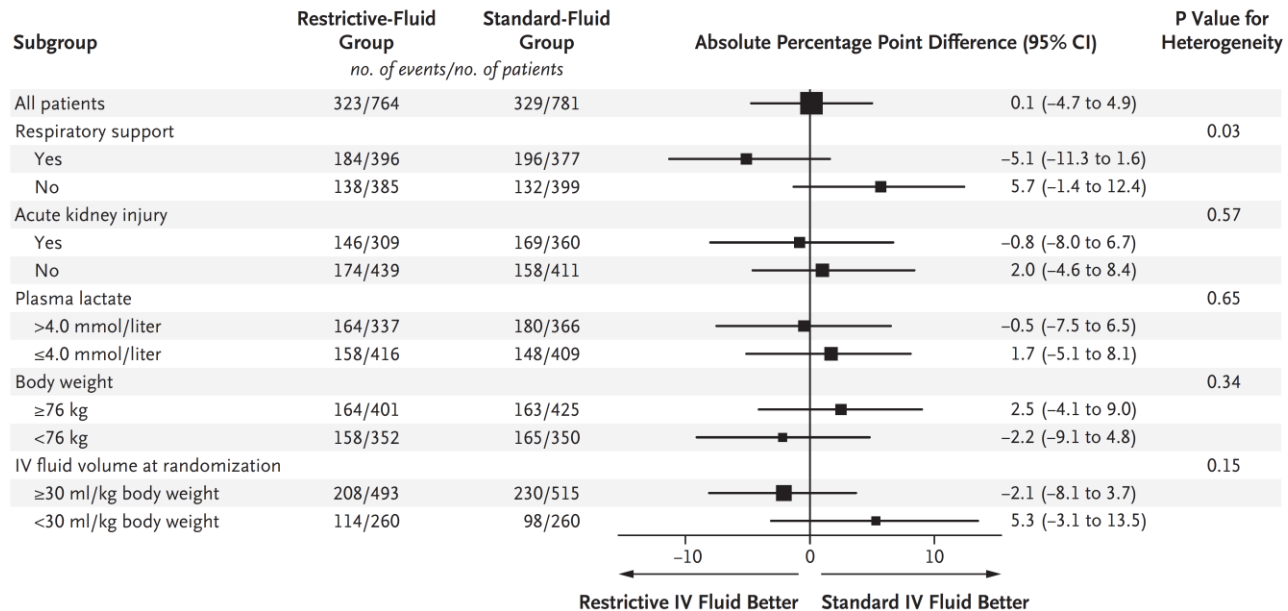 Subgroup Restrictive-Fluid Group Standard-Fluid Group Absolute Percentage Point Difference (95% CI) P Value for Heterogeneity
no. of events/no. of patients
All patients 323/764 329/781 0.1 (–4.7 to 4.9)
Respiratory support 0.03
Yes 184/396 196/377 –5.1 (–11.3 to 1.6)
No 138/385 132/399 5.7 (–1.4 to 12.4)
Acute kidney injury 0.57
Yes 146/309 169/360 –0.8 (–8.0 to 6.7)
No 174/439 158/411 2.0 (–4.6 to 8.4)
Plasma lactate 0.65
>4.0 mmol/liter 164/337 180/366 –0.5 (–7.5 to 6.5)
≤4.0 mmol/liter 158/416 148/409 1.7 (–5.1 to 8.1)
Body weight 0.34
≥76 kg 164/401 163/425 2.5 (–4.1 to 9.0)
<76 kg 158/352 165/350 –2.2 (–9.1 to 4.8)
IV fluid volume at randomization 0.15
≥30 ml/kg body weight 208/493 230/515 –2.1 (–8.1 to 3.7)
<30 ml/kg body weight 114/260 98/260 5.3 (–3.1 to 13.5)
–10 0 10
Restrictive IV Fluid Better Standard IV Fluid Better